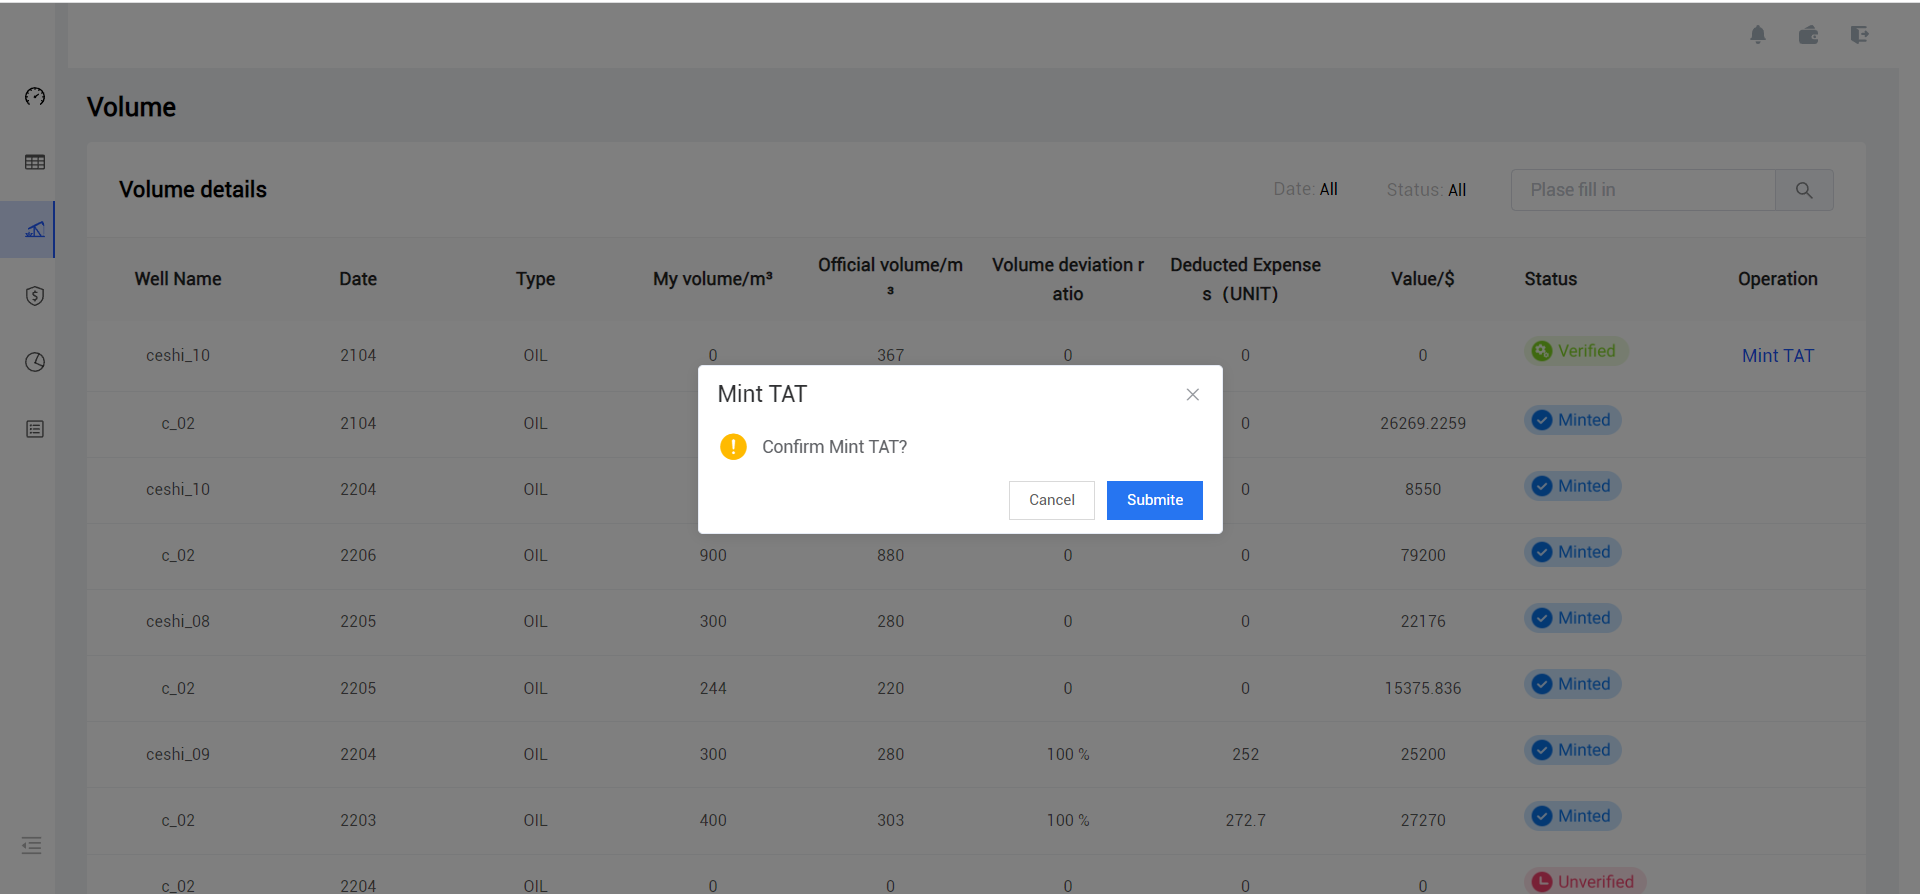 Volume
Volume details
Date: All
Status: All
Plase fill in
Well Name
Date
Type
My volume/m³
Official volume/m
³
Volume deviation r
atio
Deducted Expense
s（UNIT）
Value/$
Status
Operation
ceshi_10 2104 OIL 0 367 0 0 0 Verified Mint TAT
c_02 2104 OIL 0 26269.2259 Minted
ceshi_10 2204 OIL 0 8550 Minted
Mint TAT
Confirm Mint TAT?
Cancel
Submite
c_02 2206 OIL 900 880 0 0 79200 Minted
ceshi_08 2205 OIL 300 280 0 0 22176 Minted
c_02 2205 OIL 244 220 0 0 15375.836 Minted
ceshi_09 2204 OIL 300 280 100 % 252 25200 Minted
c_02 2203 OIL 400 303 100 % 272.7 27270 Minted
c_02 2204 OIL 0 0 0 0 0 Unverified